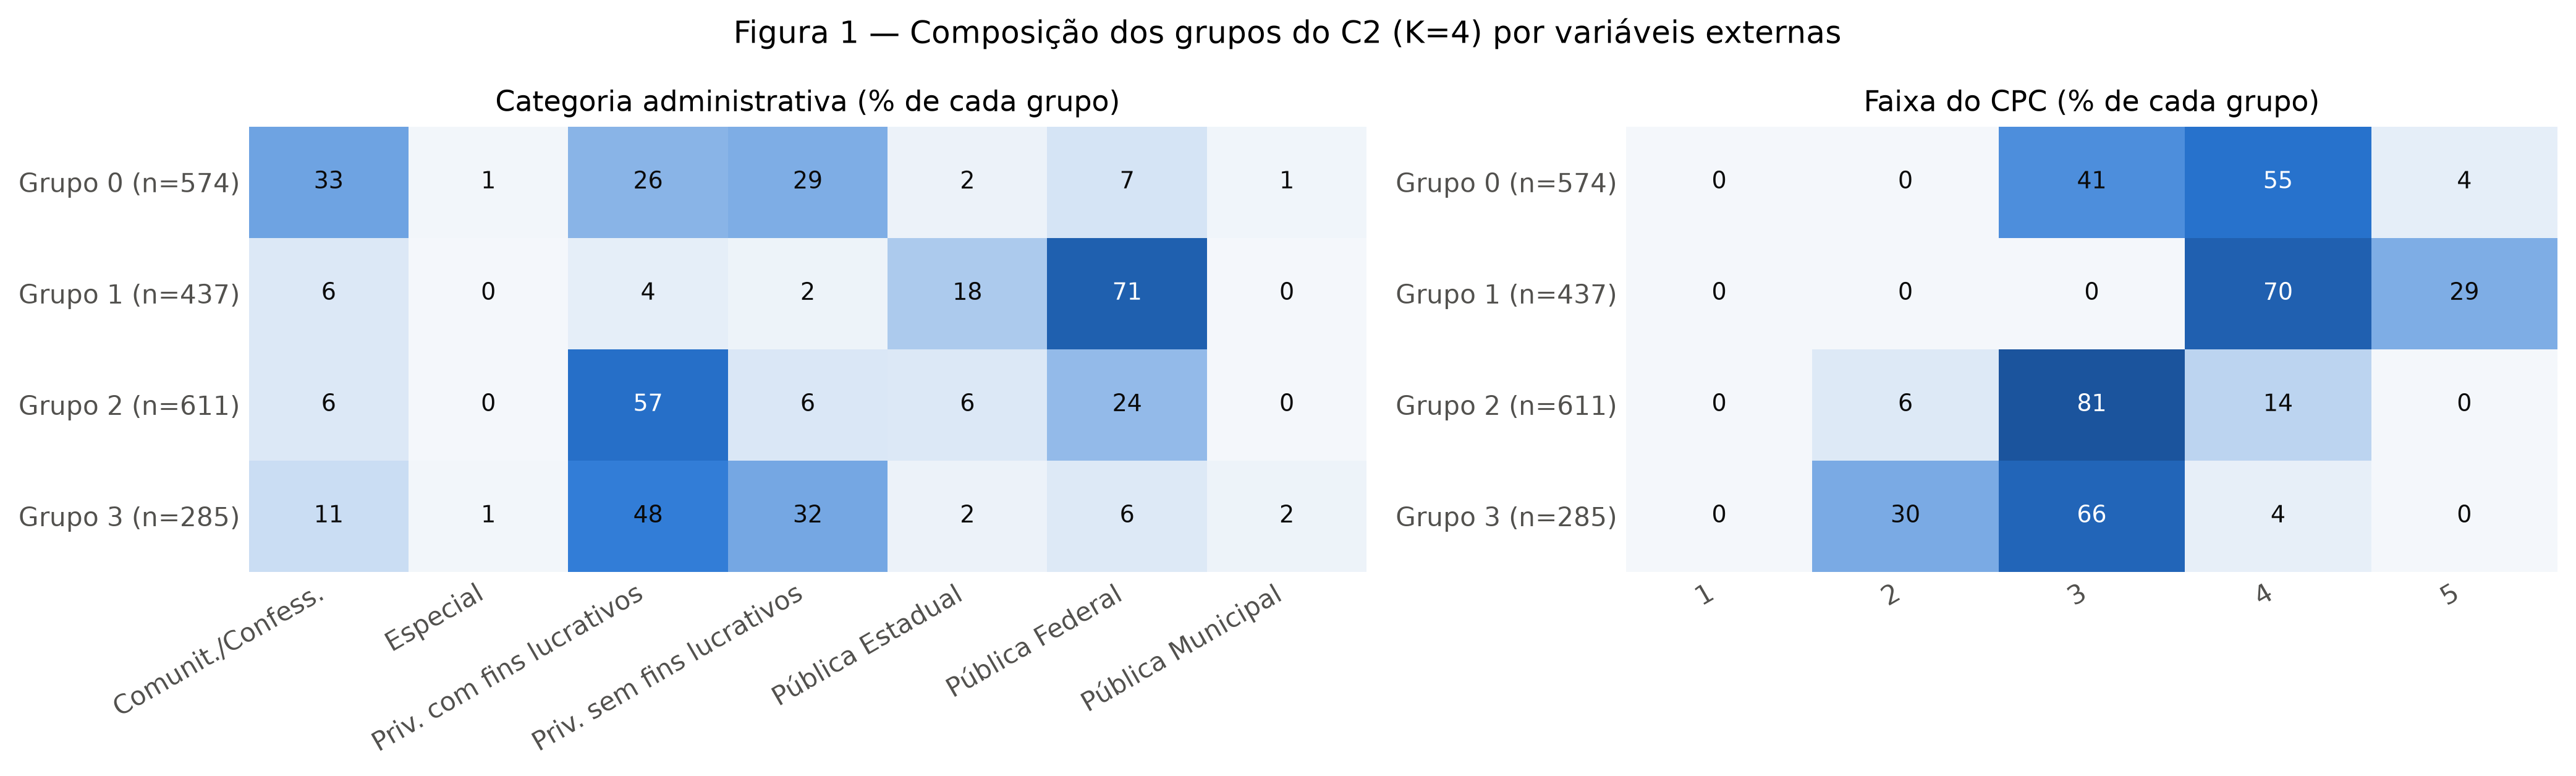 Figura 1 — Composição dos grupos do C2 (K=4) por variáveis externas
Categoria administrativa (% de cada grupo)
Grupo 0 (n=574) 33 1 26 29 2 7 1
Grupo 1 (n=437) 6 0 4 2 18 71 0
Grupo 2 (n=611) 6 0 57 6 6 24 0
Grupo 3 (n=285) 11 1 48 32 2 6 2
Comunit./Confess.
Especial
Priv. com fins lucrativos
Priv. sem fins lucrativos
Pública Estadual
Pública Federal
Pública Municipal
Faixa do CPC (% de cada grupo)
Grupo 0 (n=574) 0 0 41 55 4
Grupo 1 (n=437) 0 0 0 70 29
Grupo 2 (n=611) 0 6 81 14 0
Grupo 3 (n=285) 0 30 66 4 0
1 2 3 4 5